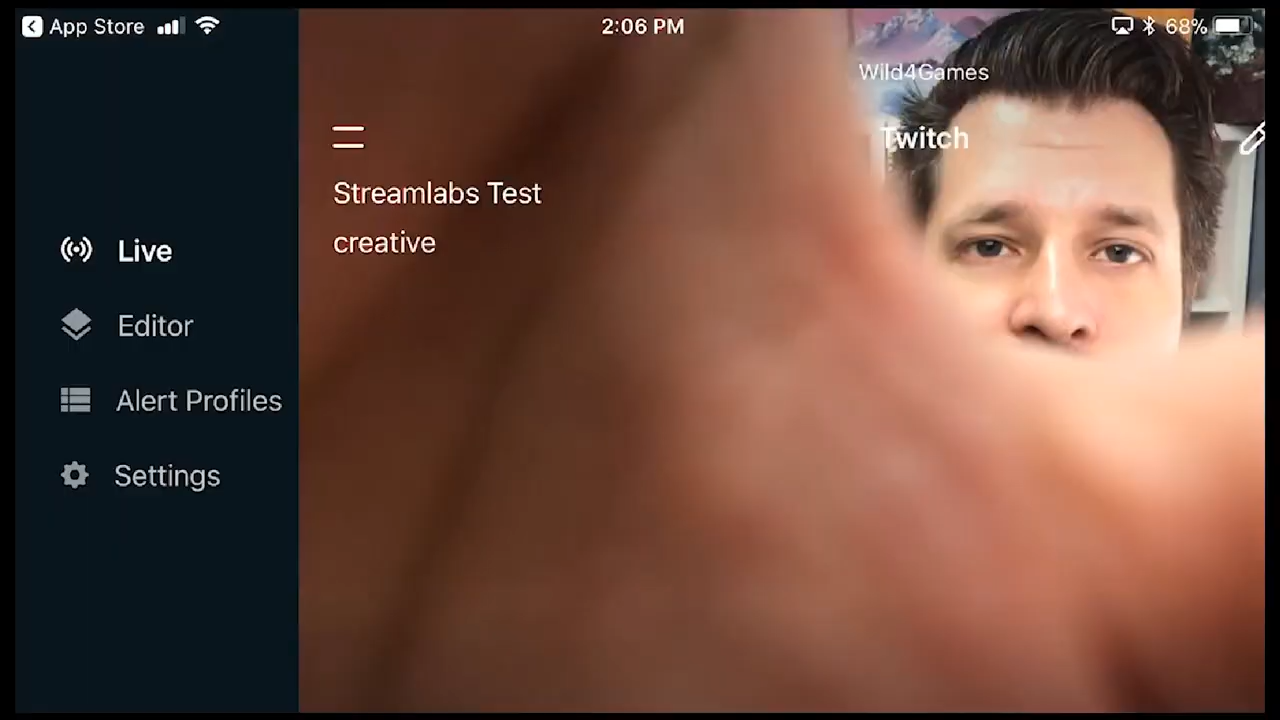 App Store
2:06 PM
68%
Wild4Games
Twitch
Streamlabs Test
creative
Live
Editor
Alert Profiles
Settings